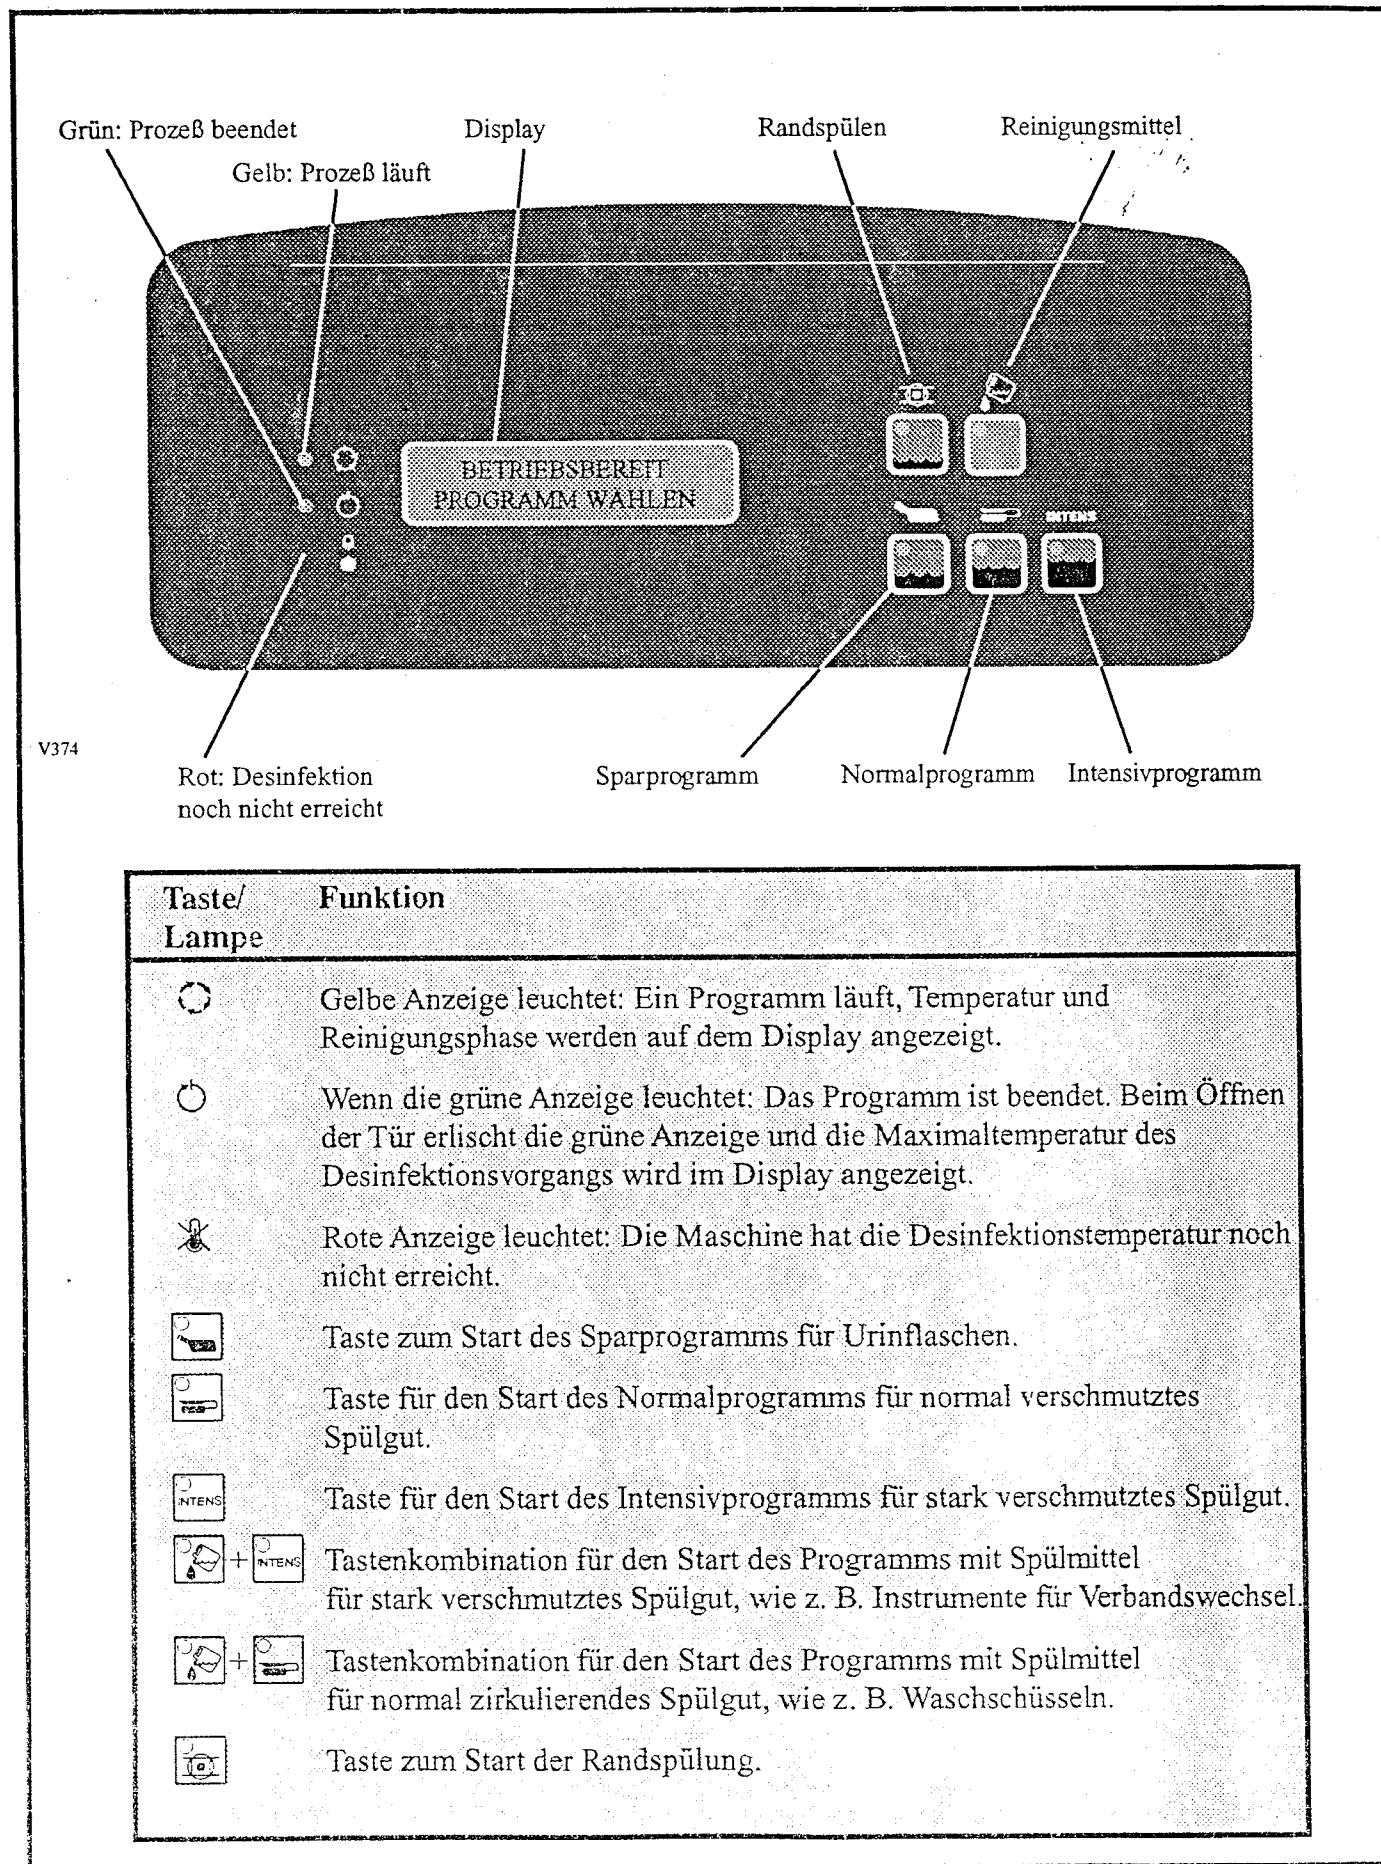 Grün: Prozeß beendet
Display
Randspülen
Reinigungsmittel
Gelb: Prozeß läuft
BETRIEBSBEREIT
PROGRAMM WÄHLEN
INTENS
V374
Rot: Desinfektion
noch nicht erreicht
Sparprogramm
Normalprogramm
Intensivprogramm
Taste/
Lampe
Funktion
Gelbe Anzeige leuchtet: Ein Programm läuft, Temperatur und
Reinigungsphase werden auf dem Display angezeigt.
Wenn die grüne Anzeige leuchtet: Das Programm ist beendet. Beim Öffnen
der Tür erlischt die grüne Anzeige und die Maximaltemperatur des
Desinfektionsvorgangs wird im Display angezeigt.
Rote Anzeige leuchtet: Die Maschine hat die Desinfektionstemperatur noch
nicht erreicht.
Taste zum Start des Sparprogramms für Urinflaschen.
Taste für den Start des Normalprogramms für normal verschmutztes
Spülgut.
INTENS
Taste für den Start des Intensivprogramms für stark verschmutztes Spülgut.
+
INTENS
Tastenkombination für den Start des Programms mit Spülmittel
für stark verschmutztes Spülgut, wie z. B. Instrumente für Verbandswechsel.
+
Tastenkombination für den Start des Programms mit Spülmittel
für normal zirkulierendes Spülgut, wie z. B. Waschschüsseln.
Taste zum Start der Randspülung.